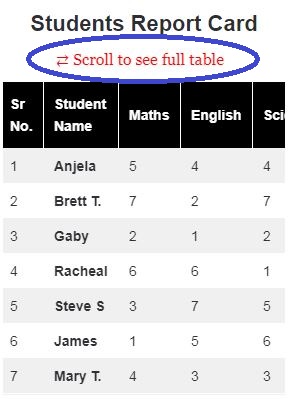 Students Report Card
⇄ Scroll to see full table
Sr No. Student Name Maths English Sci
1 Anjela 5 4 4
2 Brett T. 7 2 7
3 Gaby 2 1 2
4 Racheal 6 6 1
5 Steve S 3 7 5
6 James 1 5 6
7 Mary T. 4 3 3